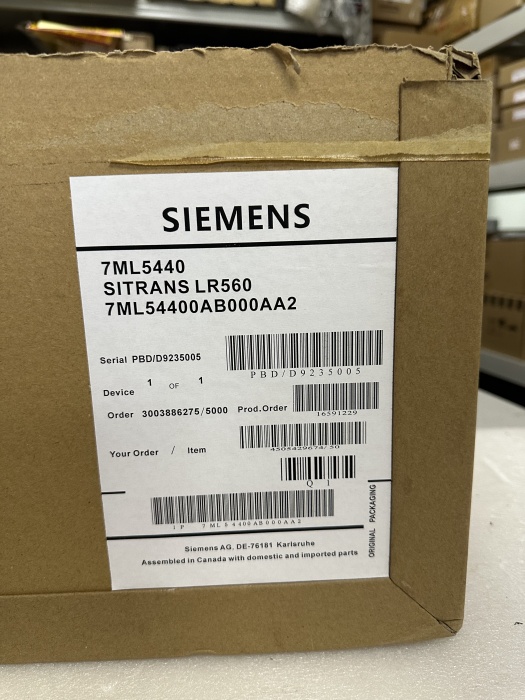 SIEMENS
7ML5440
SITRANS LR560
7ML54400AB000AA2
Serial PBD/D9235005
PBD/D9235005
Device 1 OF 1
Order 3003886275/5000 Prod.Order
16591229
4505429674/50
Your Order / Item
Q 1
1P 7ML54400AB000AA2
ORIGINAL PACKAGING
Siemens AG, DE-76181 Karlsruhe
Assembled in Canada with domestic and imported parts